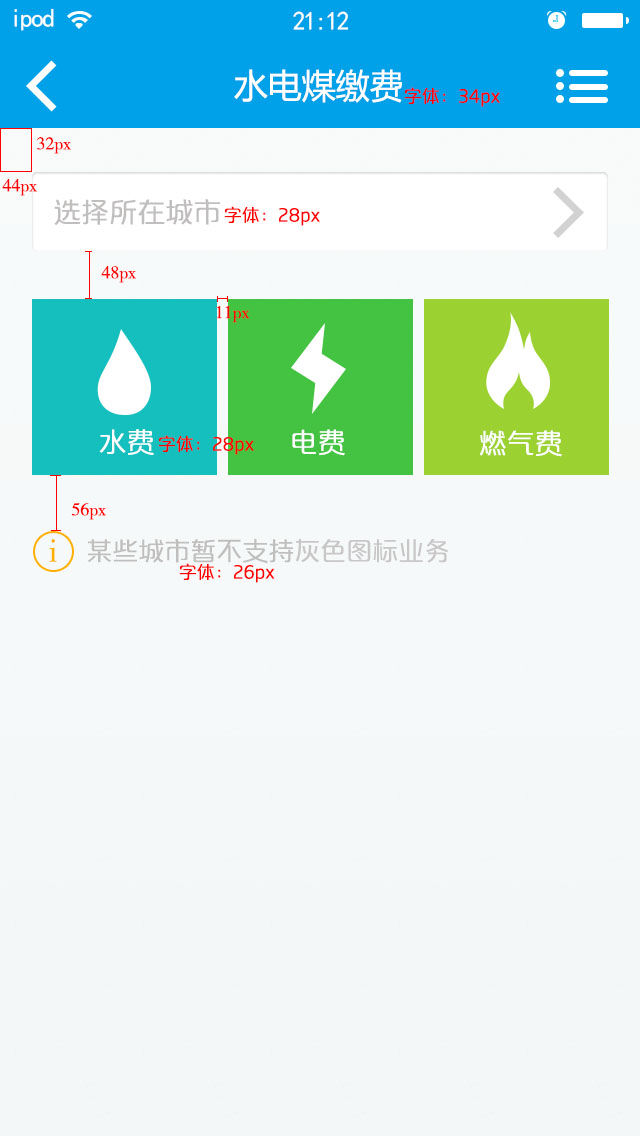 ipod 21:12
水电煤缴费 字体：34px
32px
44px
选择所在城市 字体：28px
48px
11px
水费 字体：28px 电费 燃气费
56px
i 某些城市暂不支持灰色图标业务
字体：26px